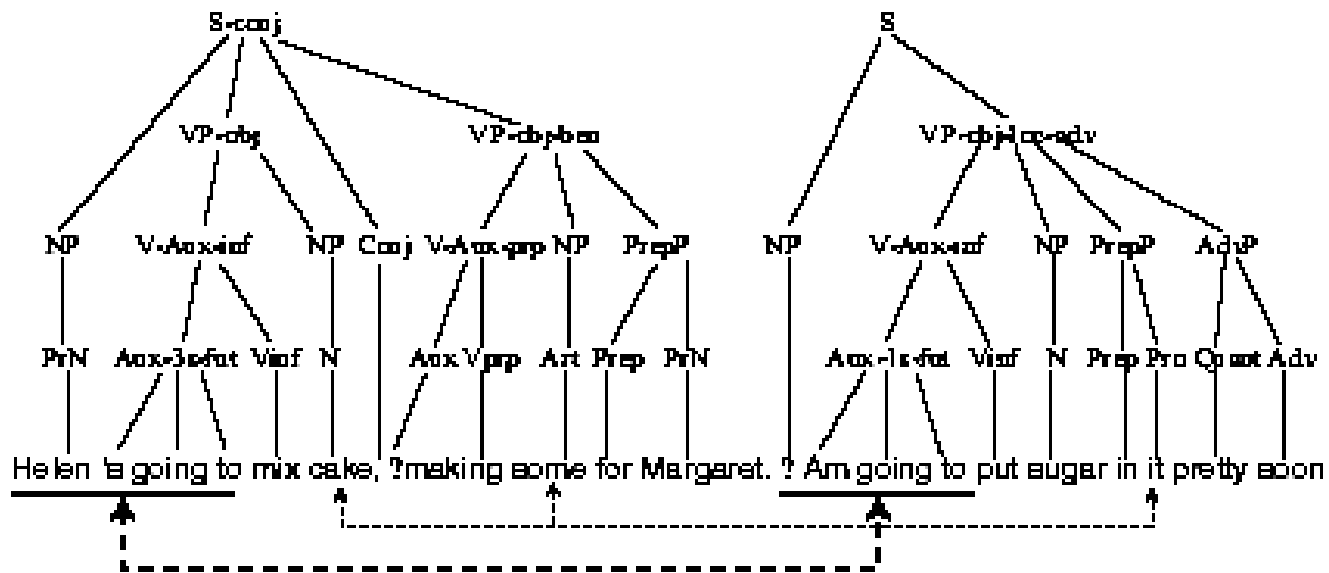 S-conj S
VP-obj VP-obj-ben VP-obj-loc-adv
NP V-Aux-inf NP Conj V-Aux-prp NP PrepP NP V-Aux-inf NP PrepP AdvP
PrN Aux-3s-fut Vinf N Aux Vprp Art Prep PrN Aux-1s-fut Vinf N Prep Pro Quant Adv
Helen 's going to mix cake, ?making some for Margaret. ? Am going to put sugar in it pretty soon